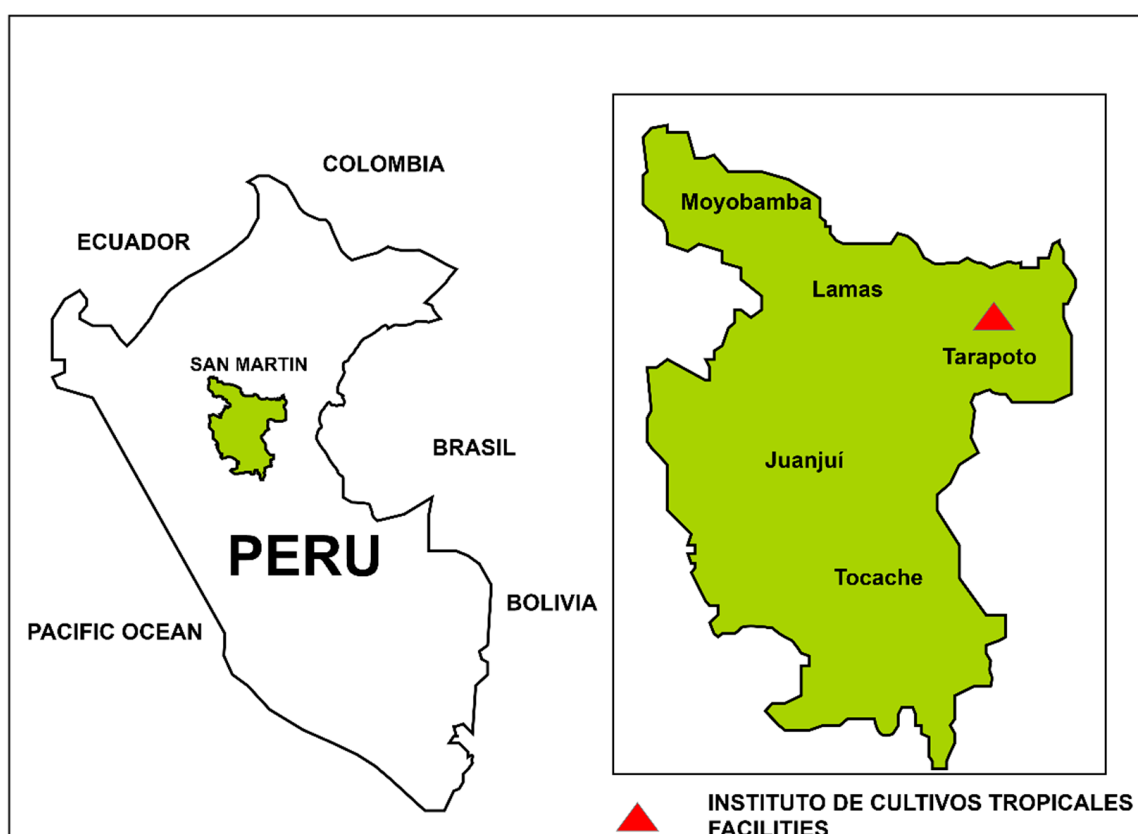 COLOMBIA
ECUADOR
SAN MARTIN
BRASIL
PERU
BOLIVIA
PACIFIC OCEAN
Moyobamba
Lamas
Tarapoto
Juanjuí
Tocache
INSTITUTO DE CULTIVOS TROPICALES
FACILITIES